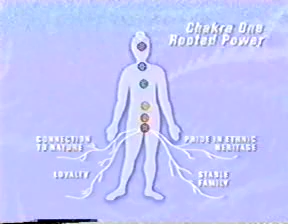 Chakra One
Rooted Power
CONNECTION
TO NATURE
PRIDE IN ETHNIC
HERITAGE
LOYALTY
STABLE
FAMILY